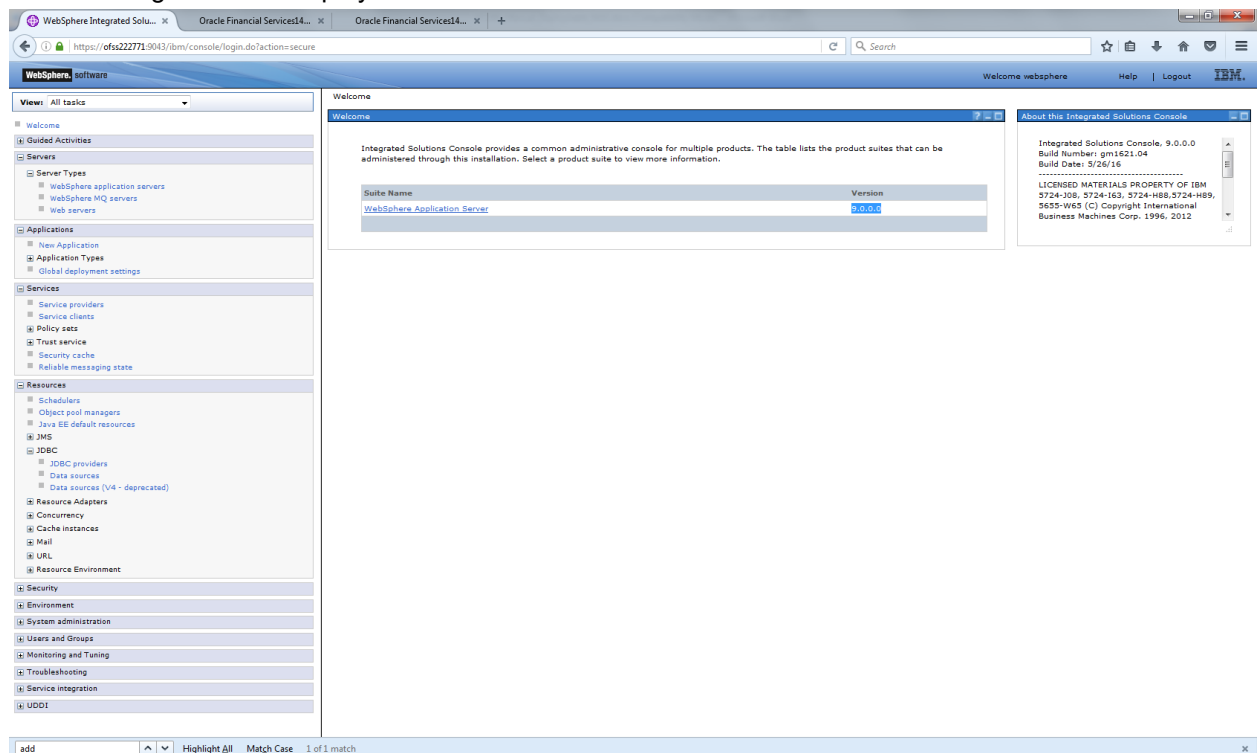 WebSphere Integrated Solu... × Oracle Financial Services14... × Oracle Financial Services14... × +
https://ofss222771:9043/ibm/console/login.do?action=secure Search
WebSphere. software Welcome websphere Help | Logout IBM.
View: All tasks
Welcome
Guided Activities
Servers
Server Types
WebSphere application servers
WebSphere MQ servers
Web servers
Applications
New Application
Application Types
Global deployment settings
Services
Service providers
Service clients
Policy sets
Trust service
Security cache
Reliable messaging state
Resources
Schedulers
Object pool managers
Java EE default resources
JMS
JDBC
JDBC providers
Data sources
Data sources (V4 - deprecated)
Resource Adapters
Concurrency
Cache instances
Mail
URL
Resource Environment
Security
Environment
System administration
Users and Groups
Monitoring and Tuning
Troubleshooting
Service integration
UDDI
Welcome
Welcome
Integrated Solutions Console provides a common administrative console for multiple products. The table lists the product suites that can be
administered through this installation. Select a product suite to view more information.
Suite Name Version
WebSphere Application Server 9.0.0.0
About this Integrated Solutions Console
Integrated Solutions Console, 9.0.0.0
Build Number: gm1621.04
Build Date: 5/26/16
----------------------------------------
LICENSED MATERIALS PROPERTY OF IBM
5724-J08, 5724-I63, 5724-H88,5724-H89,
5655-W65 (C) Copyright International
Business Machines Corp. 1996, 2012
add Highlight All Match Case 1 of 1 match